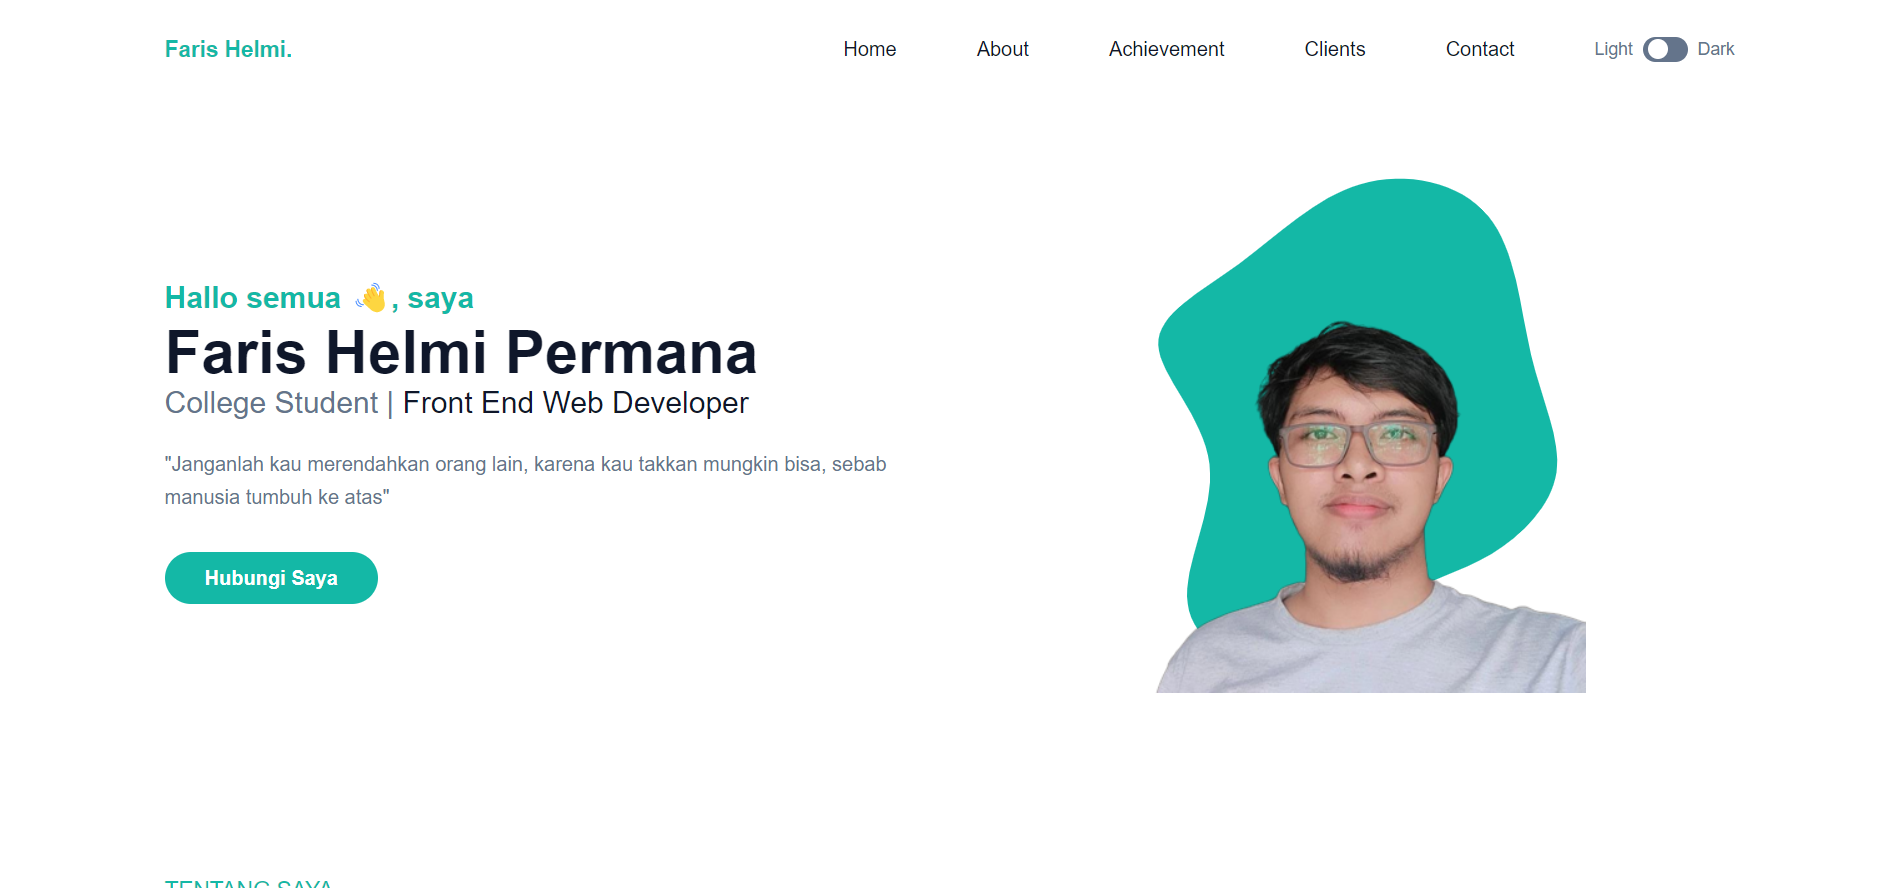 Faris Helmi.
Home About Achievement Clients Contact Light Dark
Hallo semua 👋, saya
Faris Helmi Permana
College Student | Front End Web Developer
"Janganlah kau merendahkan orang lain, karena kau takkan mungkin bisa, sebab
manusia tumbuh ke atas"
Hubungi Saya
TENTANG SAYA